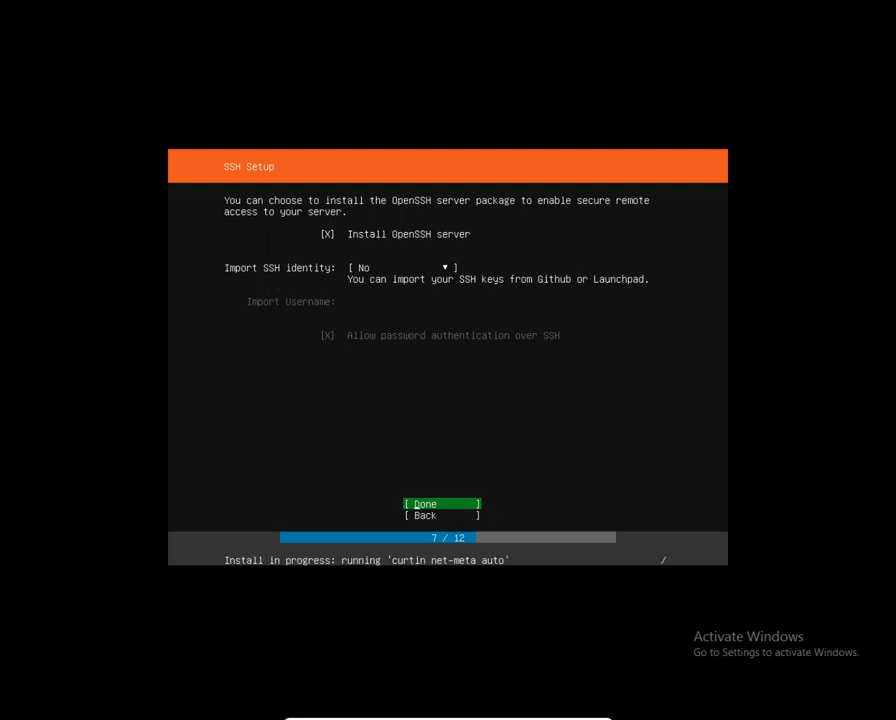 SSH Setup
You can choose to install the OpenSSH server package to enable secure remote
access to your server.
[X] Install OpenSSH server
Import SSH identity: [ No ▼ ]
You can import your SSH keys from Github or Launchpad.
Import Username:
[X] Allow password authentication over SSH
[ Done ]
[ Back ]
7 / 12
Install in progress: running 'curtin net-meta auto' /
Activate Windows
Go to Settings to activate Windows.